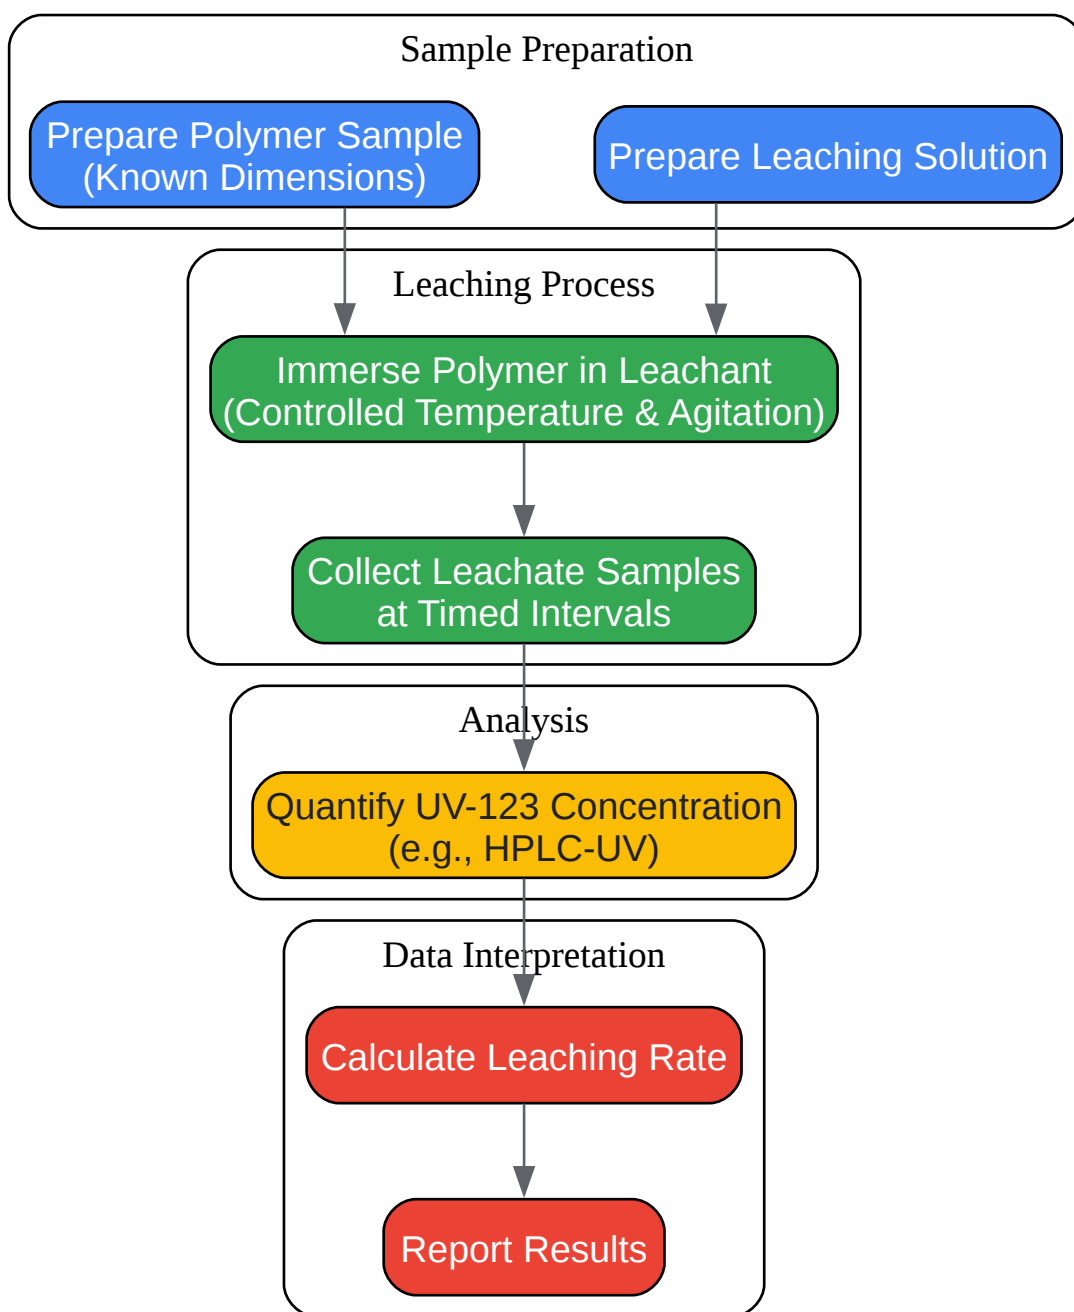 Sample Preparation
Prepare Polymer Sample
(Known Dimensions)
Prepare Leaching Solution
Leaching Process
Immerse Polymer in Leachant
(Controlled Temperature & Agitation)
Collect Leachate Samples
at Timed Intervals
Analysis
Quantify UV-123 Concentration
(e.g., HPLC-UV)
Data Interpretation
Calculate Leaching Rate
Report Results